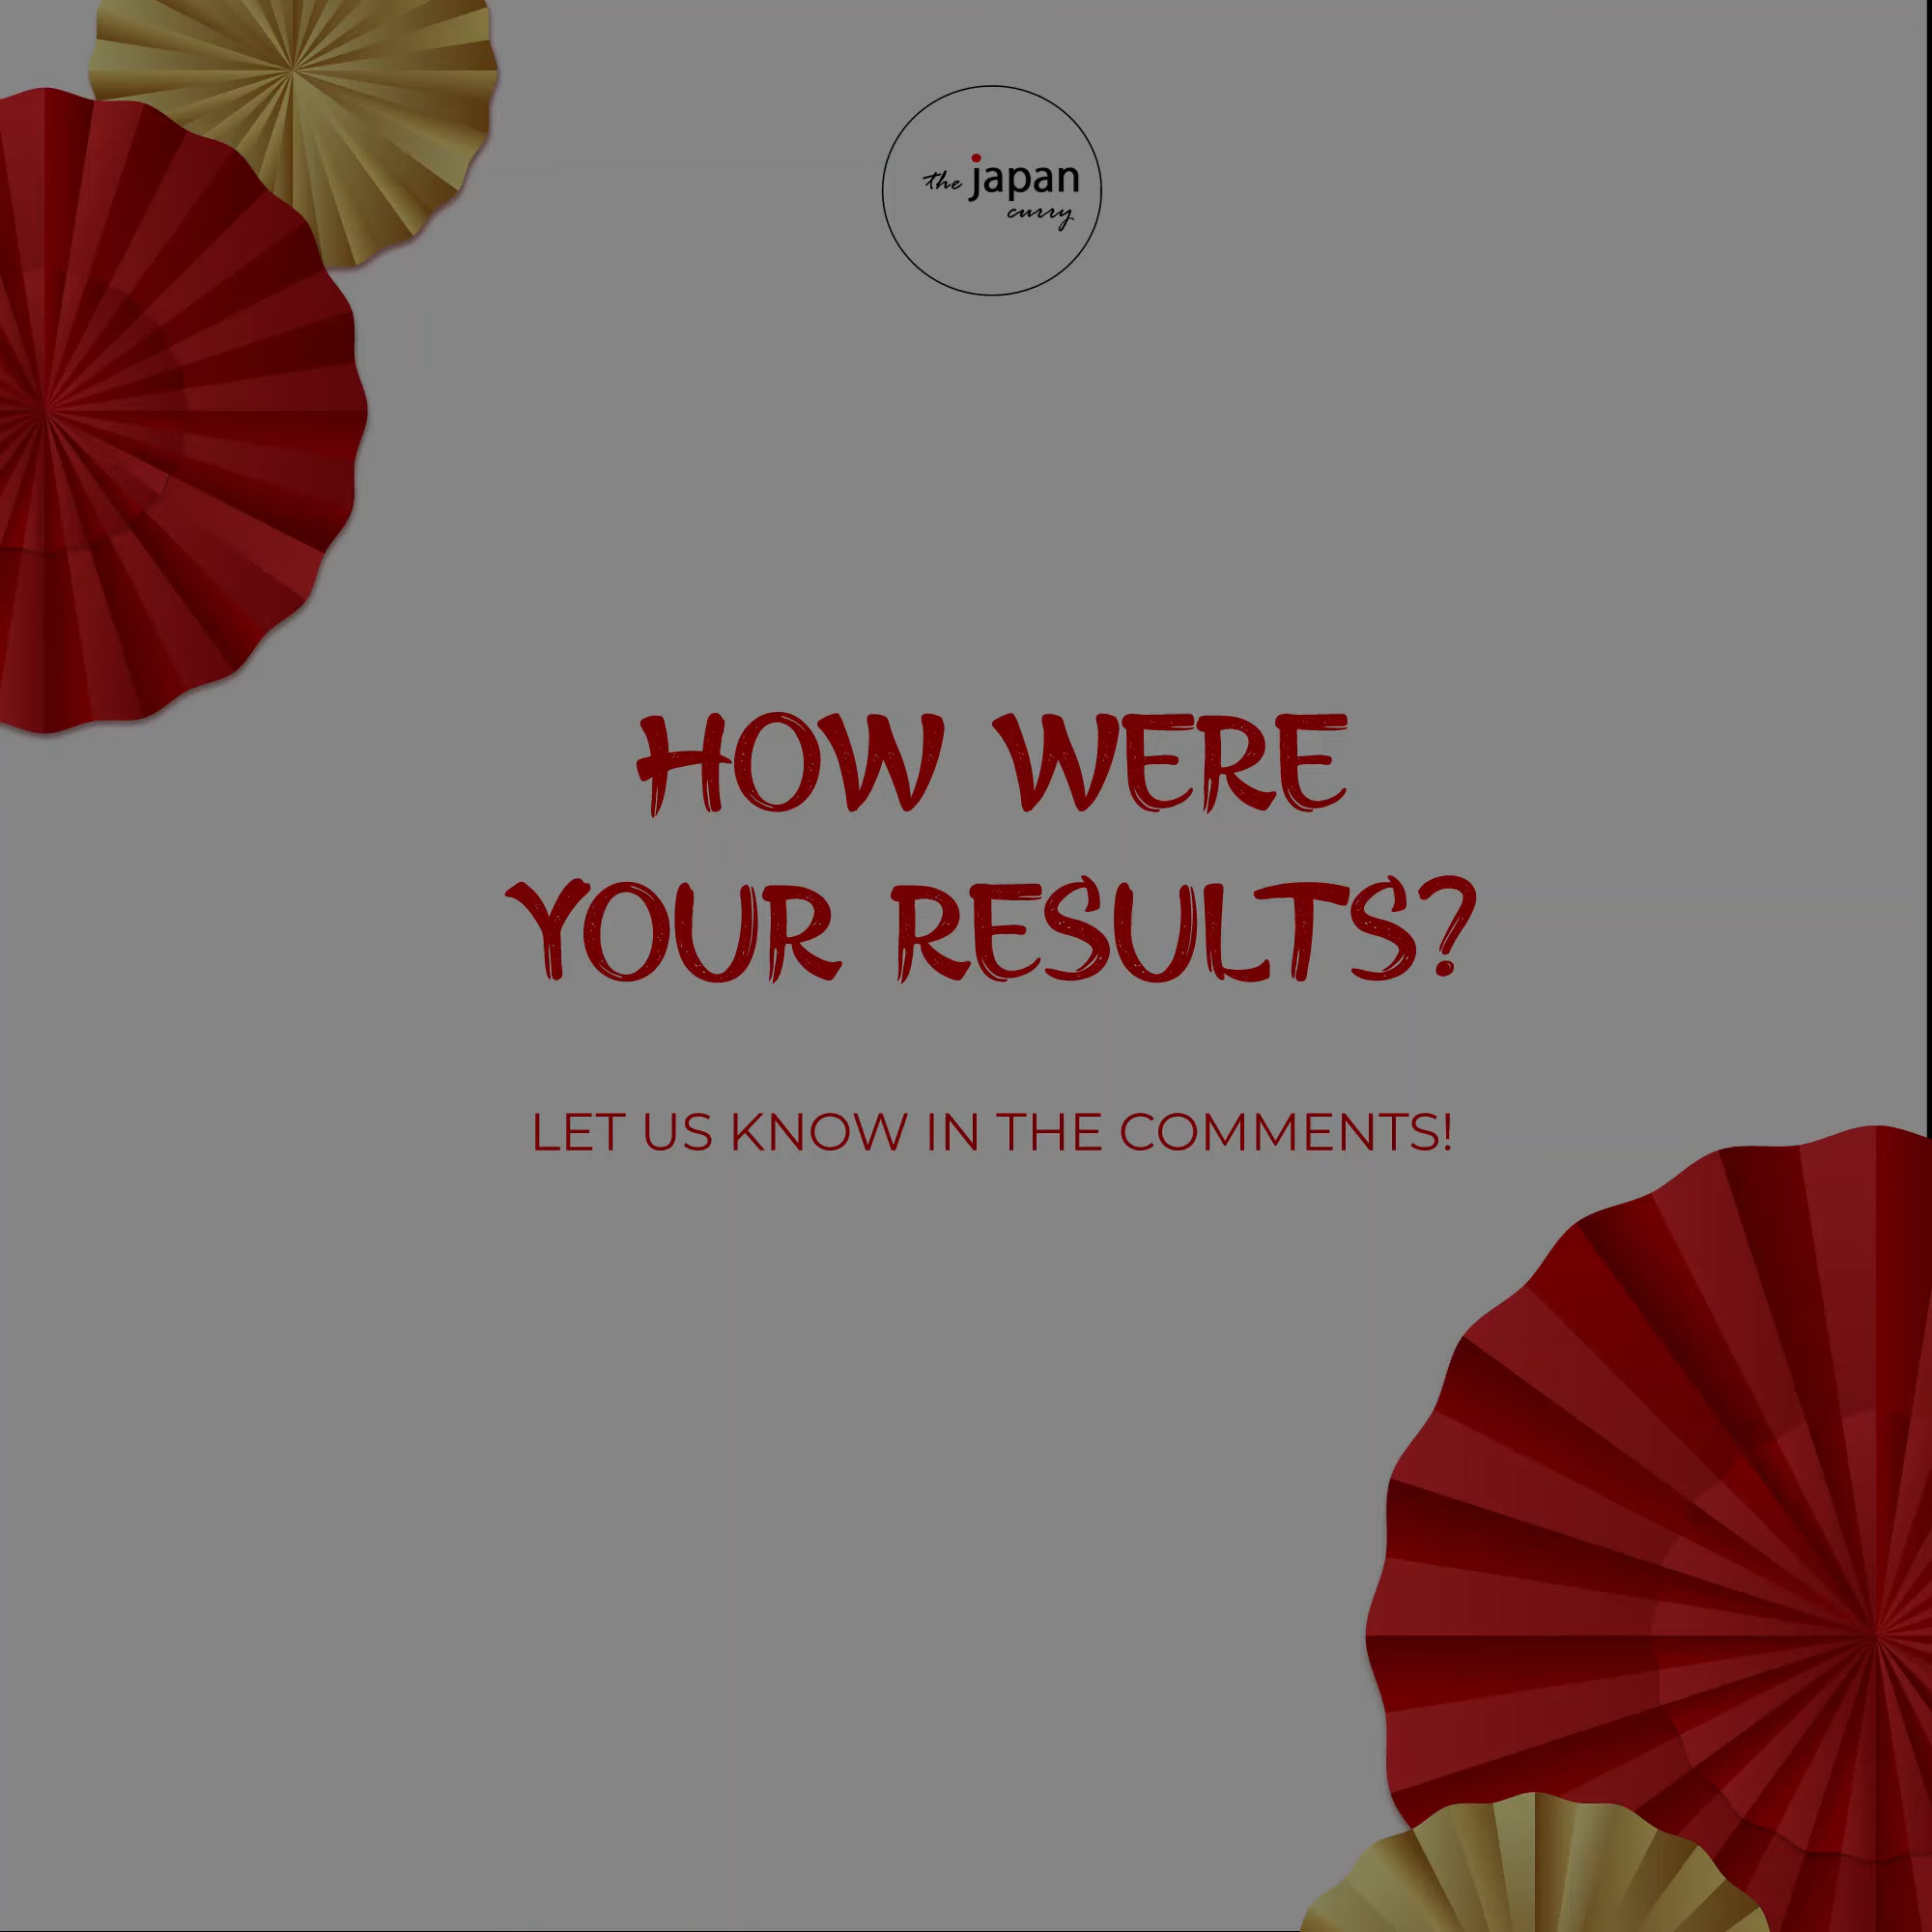 the japan
curry
HOW WERE
YOUR RESULTS?
LET US KNOW IN THE COMMENTS!